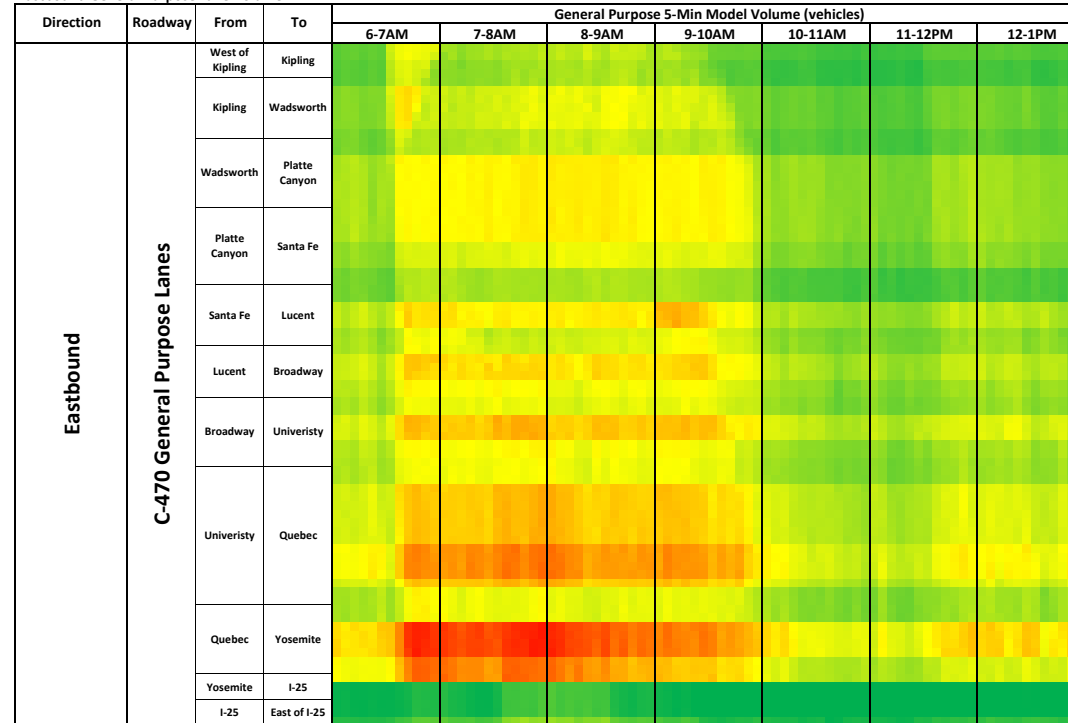 General Purpose 5-Min Model Volume (vehicles)
Direction Roadway From To
6-7AM 7-8AM 8-9AM 9-10AM 10-11AM 11-12PM 12-1PM
Eastbound
C-470 General Purpose Lanes
West of
Kipling
Kipling
Kipling
Wadsworth
Wadsworth
Platte
Canyon
Platte
Canyon
Santa Fe
Santa Fe
Lucent
Lucent
Broadway
Broadway
Univeristy
Univeristy
Quebec
Quebec
Yosemite
Yosemite
I-25
I-25
East of I-25